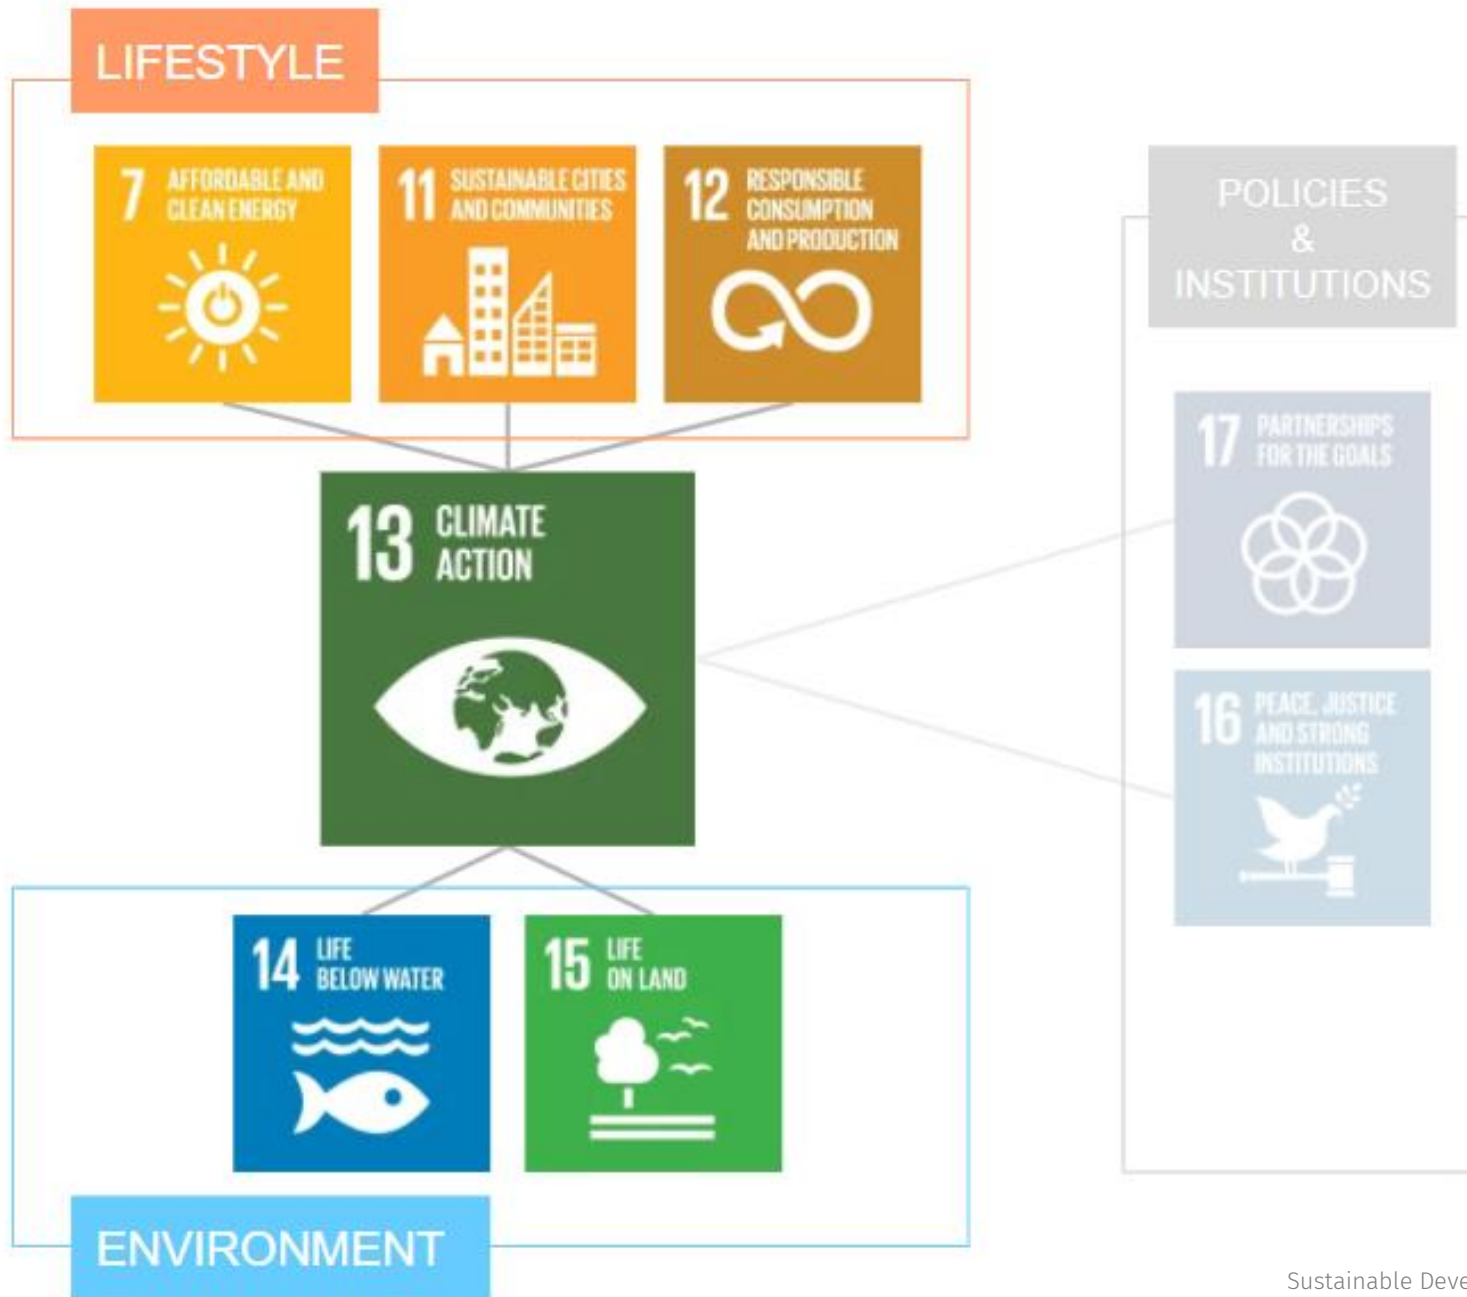 LIFESTYLE
7 AFFORDABLE AND
CLEAN ENERGY
11 SUSTAINABLE CITIES
AND COMMUNITIES
12 RESPONSIBLE
CONSUMPTION
AND PRODUCTION
POLICIES
&
INSTITUTIONS
13 CLIMATE
ACTION
17 PARTNERSHIPS
FOR THE GOALS
16 PEACE, JUSTICE
AND STRONG
INSTITUTIONS
14 LIFE
BELOW WATER
15 LIFE
ON LAND
ENVIRONMENT
Sustainable Deve